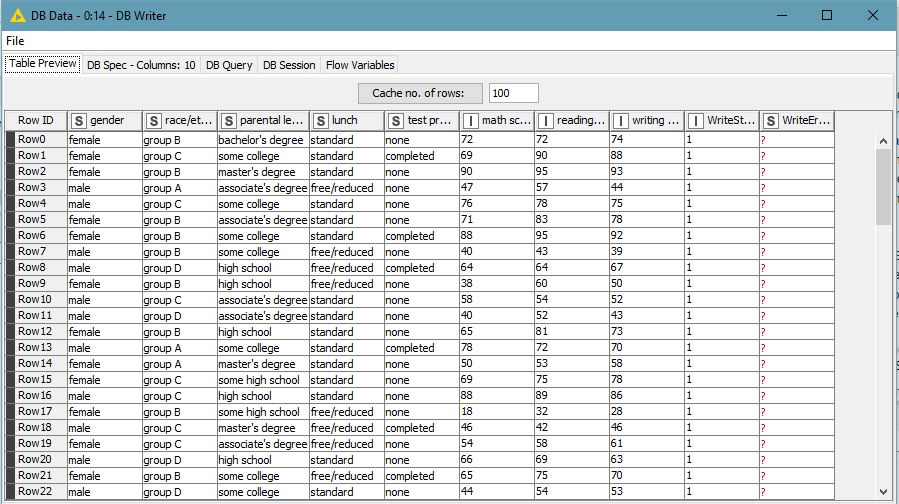 DB Data - 0:14 - DB Writer
File
Table Preview DB Spec - Columns: 10 DB Query DB Session Flow Variables
Cache no. of rows: 100
Row ID S gender S race/et... S parental le... S lunch S test pr... I math sc... I reading... I writing ... I WriteSt... S WriteEr...
Row0 female group B bachelor's degree standard none 72 72 74 1 ?
Row1 female group C some college standard completed 69 90 88 1 ?
Row2 female group B master's degree standard none 90 95 93 1 ?
Row3 male group A associate's degree free/reduced none 47 57 44 1 ?
Row4 male group C some college standard none 76 78 75 1 ?
Row5 female group B associate's degree standard none 71 83 78 1 ?
Row6 female group B some college standard completed 88 95 92 1 ?
Row7 male group B some college free/reduced none 40 43 39 1 ?
Row8 male group D high school free/reduced completed 64 64 67 1 ?
Row9 female group B high school free/reduced none 38 60 50 1 ?
Row10 male group C associate's degree standard none 58 54 52 1 ?
Row11 male group D associate's degree standard none 40 52 43 1 ?
Row12 female group B high school standard none 65 81 73 1 ?
Row13 male group A some college standard completed 78 72 70 1 ?
Row14 female group A master's degree standard none 50 53 58 1 ?
Row15 female group C some high school standard none 69 75 78 1 ?
Row16 male group C high school standard none 88 89 86 1 ?
Row17 female group B some high school free/reduced none 18 32 28 1 ?
Row18 male group C master's degree free/reduced completed 46 42 46 1 ?
Row19 female group C associate's degree free/reduced none 54 58 61 1 ?
Row20 male group D high school standard none 66 69 63 1 ?
Row21 female group B some college free/reduced completed 65 75 70 1 ?
Row22 male group D some college standard none 44 54 53 1 ?